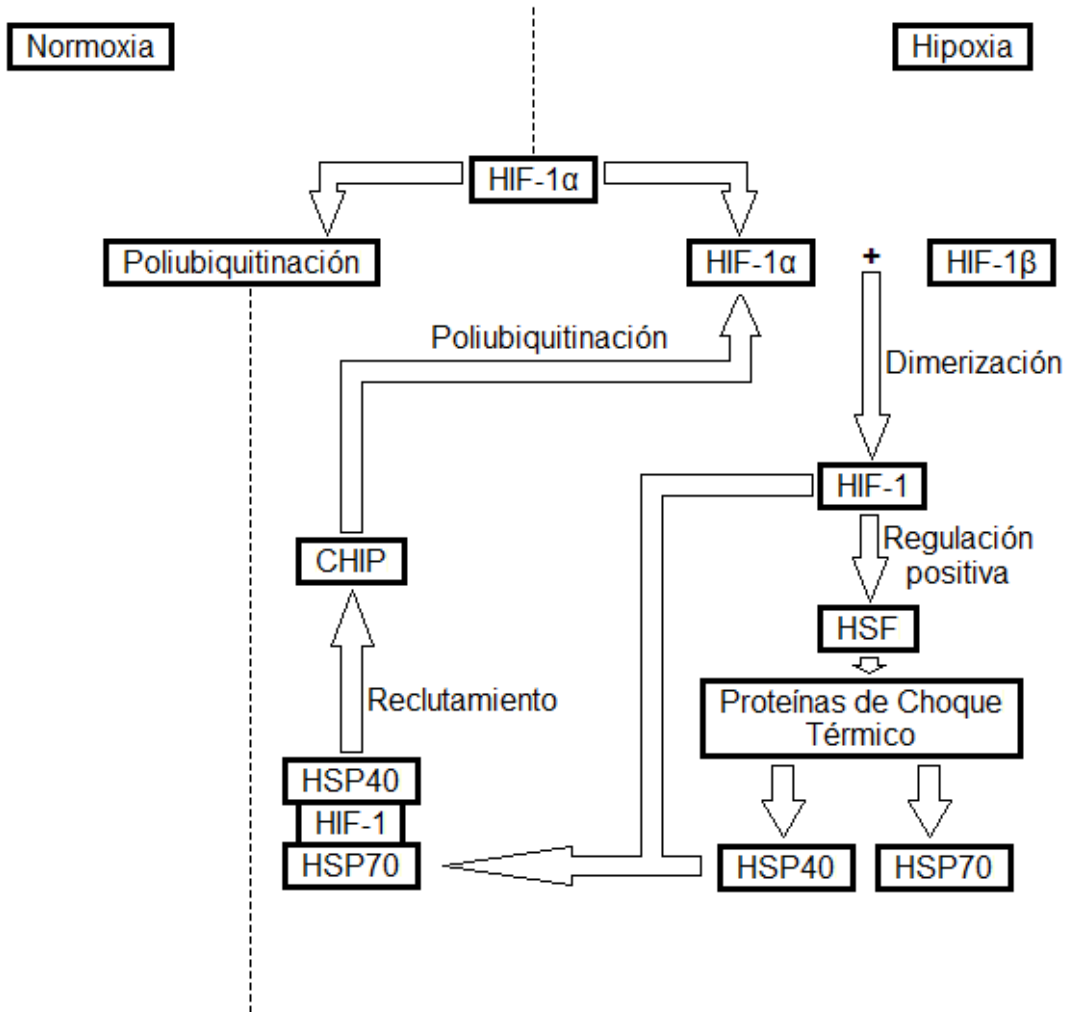 Normoxia
Hipoxia
HIF-1α
Poliubiquitinación
HIF-1α
+
HIF-1β
Poliubiquitinación
Dimerización
HIF-1
CHIP
Regulación
positiva
HSF
Reclutamiento
Proteínas de Choque
Térmico
HSP40
HIF-1
HSP70
HSP40
HSP70